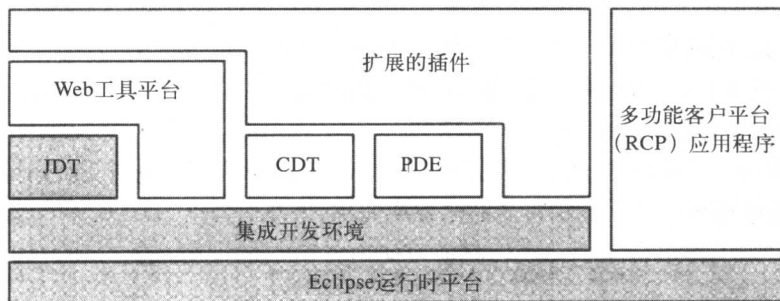 扩展的插件
Web工具平台
多功能客户平台
（RCP）应用程序
JDT
CDT
PDE
集成开发环境
Eclipse运行时平台